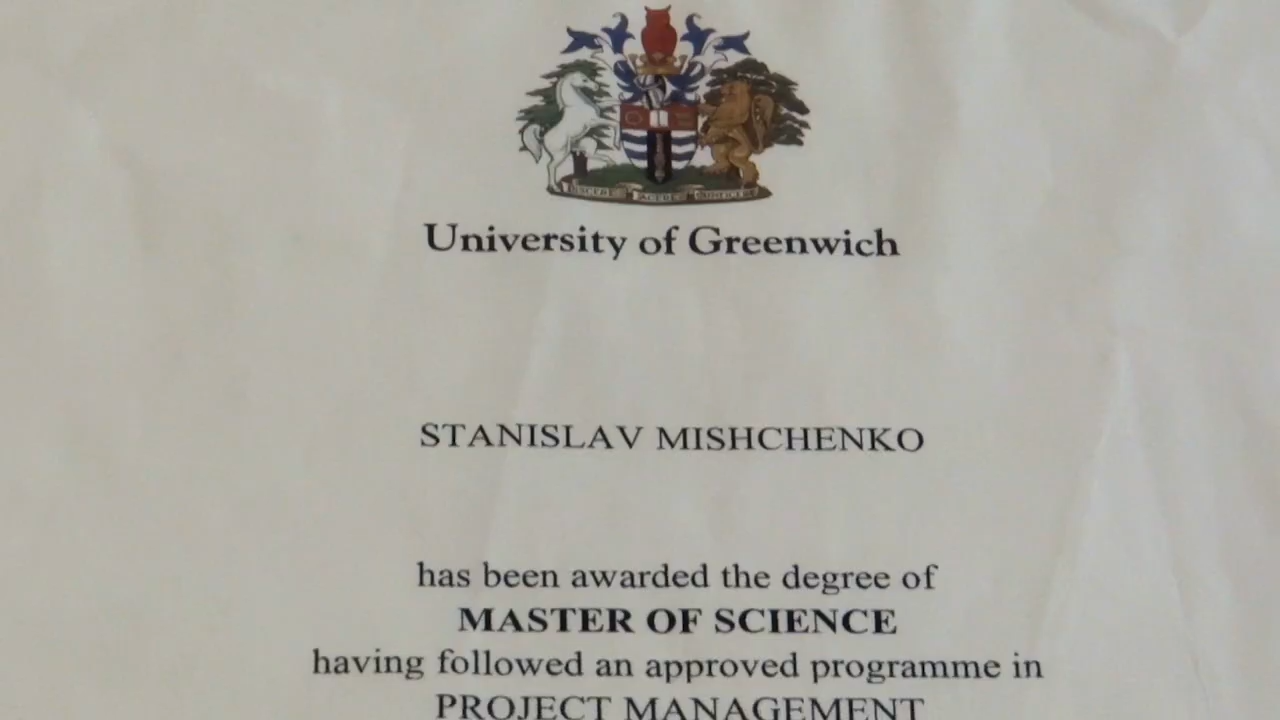 DISCERE
University of Greenwich
STANISLAV MISHCHENKO
has been awarded the degree of
MASTER OF SCIENCE
having followed an approved programme in
PROJECT MANAGEMENT